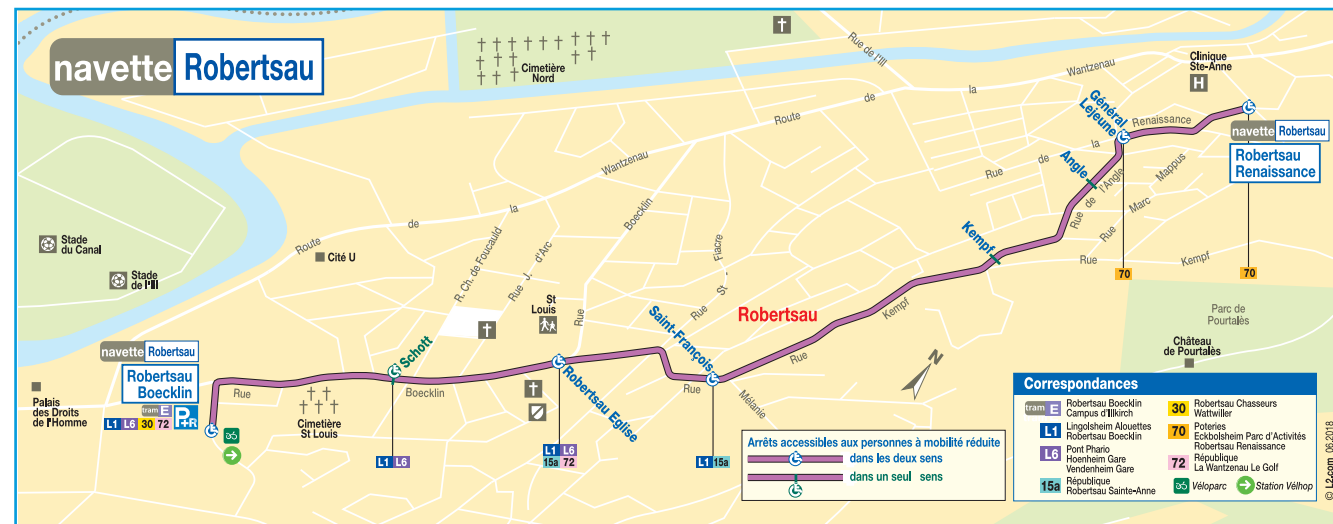 navette Robertsau
Cimetière
Nord
Rue de l'Ill
Wantzenau
la
de
Route
Clinique
Ste-Anne
H
Général
Lejeune
Renaissance
la
de
Rue
navette Robertsau
Robertsau
Renaissance
Angle
Rue de l'Angle
Mappus
Marc
Rue
Kempf
Rue
Kempf
70
70
Wantzenau
la
de
Route
Boecklin
Rue
R. Ch. de Foucauld
Rue J. d'Arc
Rue St - Fiacre
Stade
du Canal
Stade
de l'Ill
Cité U
St
Louis
Robertsau
Kempf
Rue
Parc de
Pourtalès
Château
de Pourtalès
N
Saint-François
Schott
Robertsau Eglise
navette Robertsau
Robertsau
Boecklin
tram E
P+R
L1 L6 30 72
Palais
des Droits
de l'Homme
Rue
Boecklin
Rue
Mélanie
Cimetière
St Louis
L1 L6
L1 L6
15a 72
L1 15a
Arrêts accessibles aux personnes à mobilité réduite
dans les deux sens
dans un seul sens
Correspondances
tram E Robertsau Boecklin
Campus d'Illkirch
L1 Lingolsheim Alouettes
Robertsau Boecklin
L6 Pont Phario
Hoenheim Gare
Vendenheim Gare
15a République
Robertsau Sainte-Anne
30 Robertsau Chasseurs
Wattwiller
70 Poteries
Eckbolsheim Parc d'Activités
Robertsau Renaissance
72 République
La Wantzenau Le Golf
Véloparc
Station Vélhop
© L2.com 06.2018